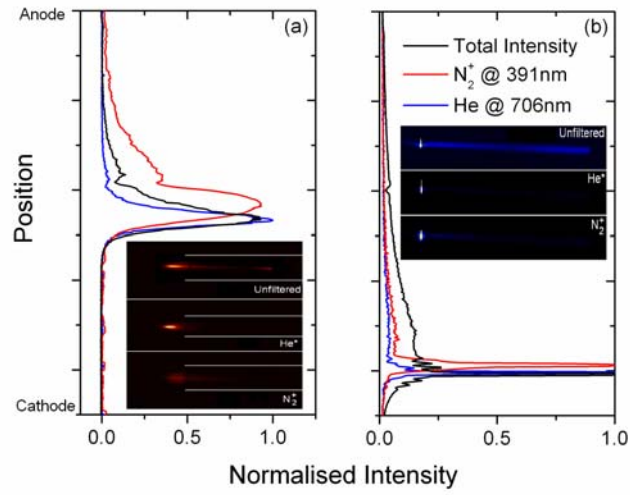 Anode
Position
Cathode
(a)
Unfiltered
He*
N₂⁺
0.0 0.5 1.0
(b)
Total Intensity
N₂⁺ @ 391nm
He @ 706nm
Unfiltered
He*
N₂⁺
0.0 0.5 1.0
Normalised Intensity